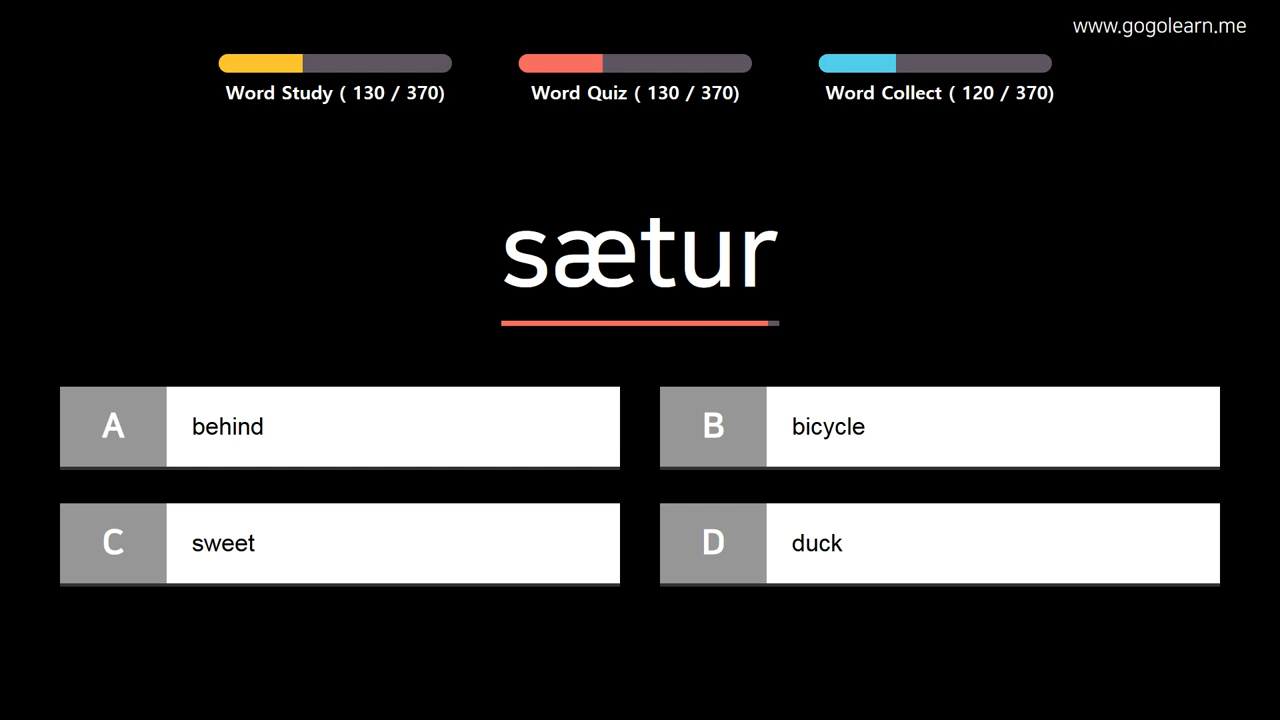 www.gogolearn.me
Word Study ( 130 / 370)
Word Quiz ( 130 / 370)
Word Collect ( 120 / 370)
sætur
A behind
B bicycle
C sweet
D duck